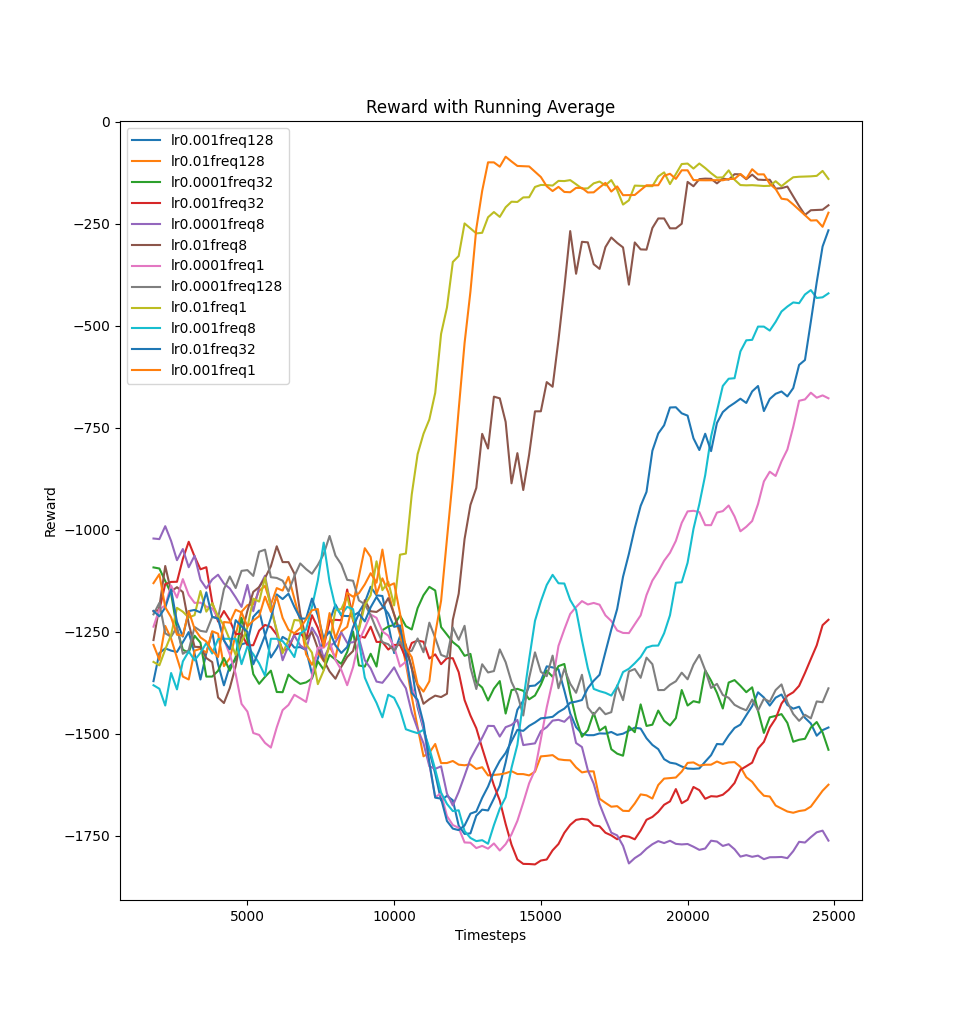 Reward with Running Average
0
−250
−500
−750
−1000
−1250
−1500
−1750
Reward
lr0.001freq128
lr0.01freq128
lr0.0001freq32
lr0.001freq32
lr0.0001freq8
lr0.01freq8
lr0.0001freq1
lr0.0001freq128
lr0.01freq1
lr0.001freq8
lr0.01freq32
lr0.001freq1
5000
10000
15000
20000
25000
Timesteps